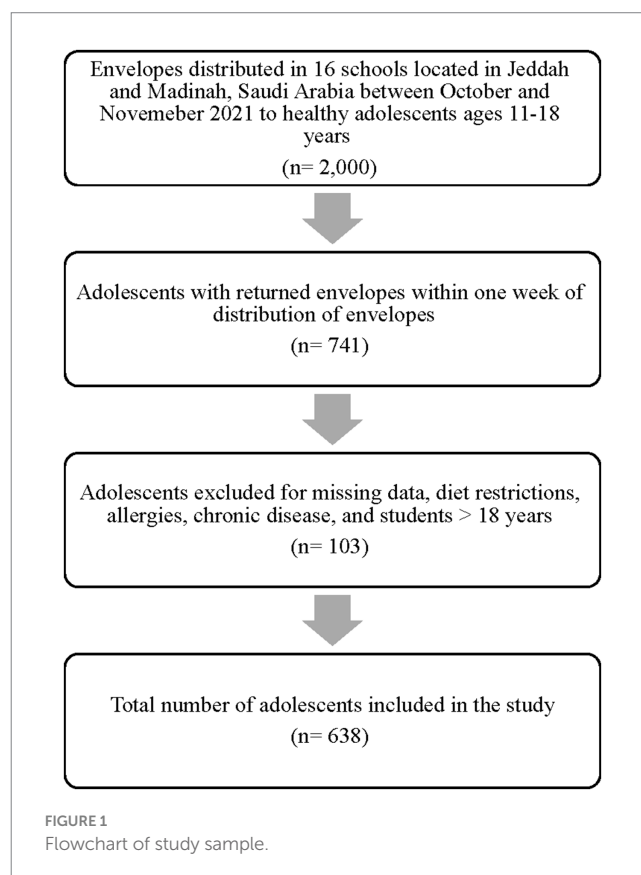 Envelopes distributed in 16 schools located in Jeddah
and Madinah, Saudi Arabia between October and
Novemeber 2021 to healthy adolescents ages 11-18
years
(n= 2,000)
Adolescents with returned envelopes within one week of
distribution of envelopes
(n= 741)
Adolescents excluded for missing data, diet restrictions,
allergies, chronic disease, and students > 18 years
(n= 103)
Total number of adolescents included in the study
(n= 638)
FIGURE 1
Flowchart of study sample.